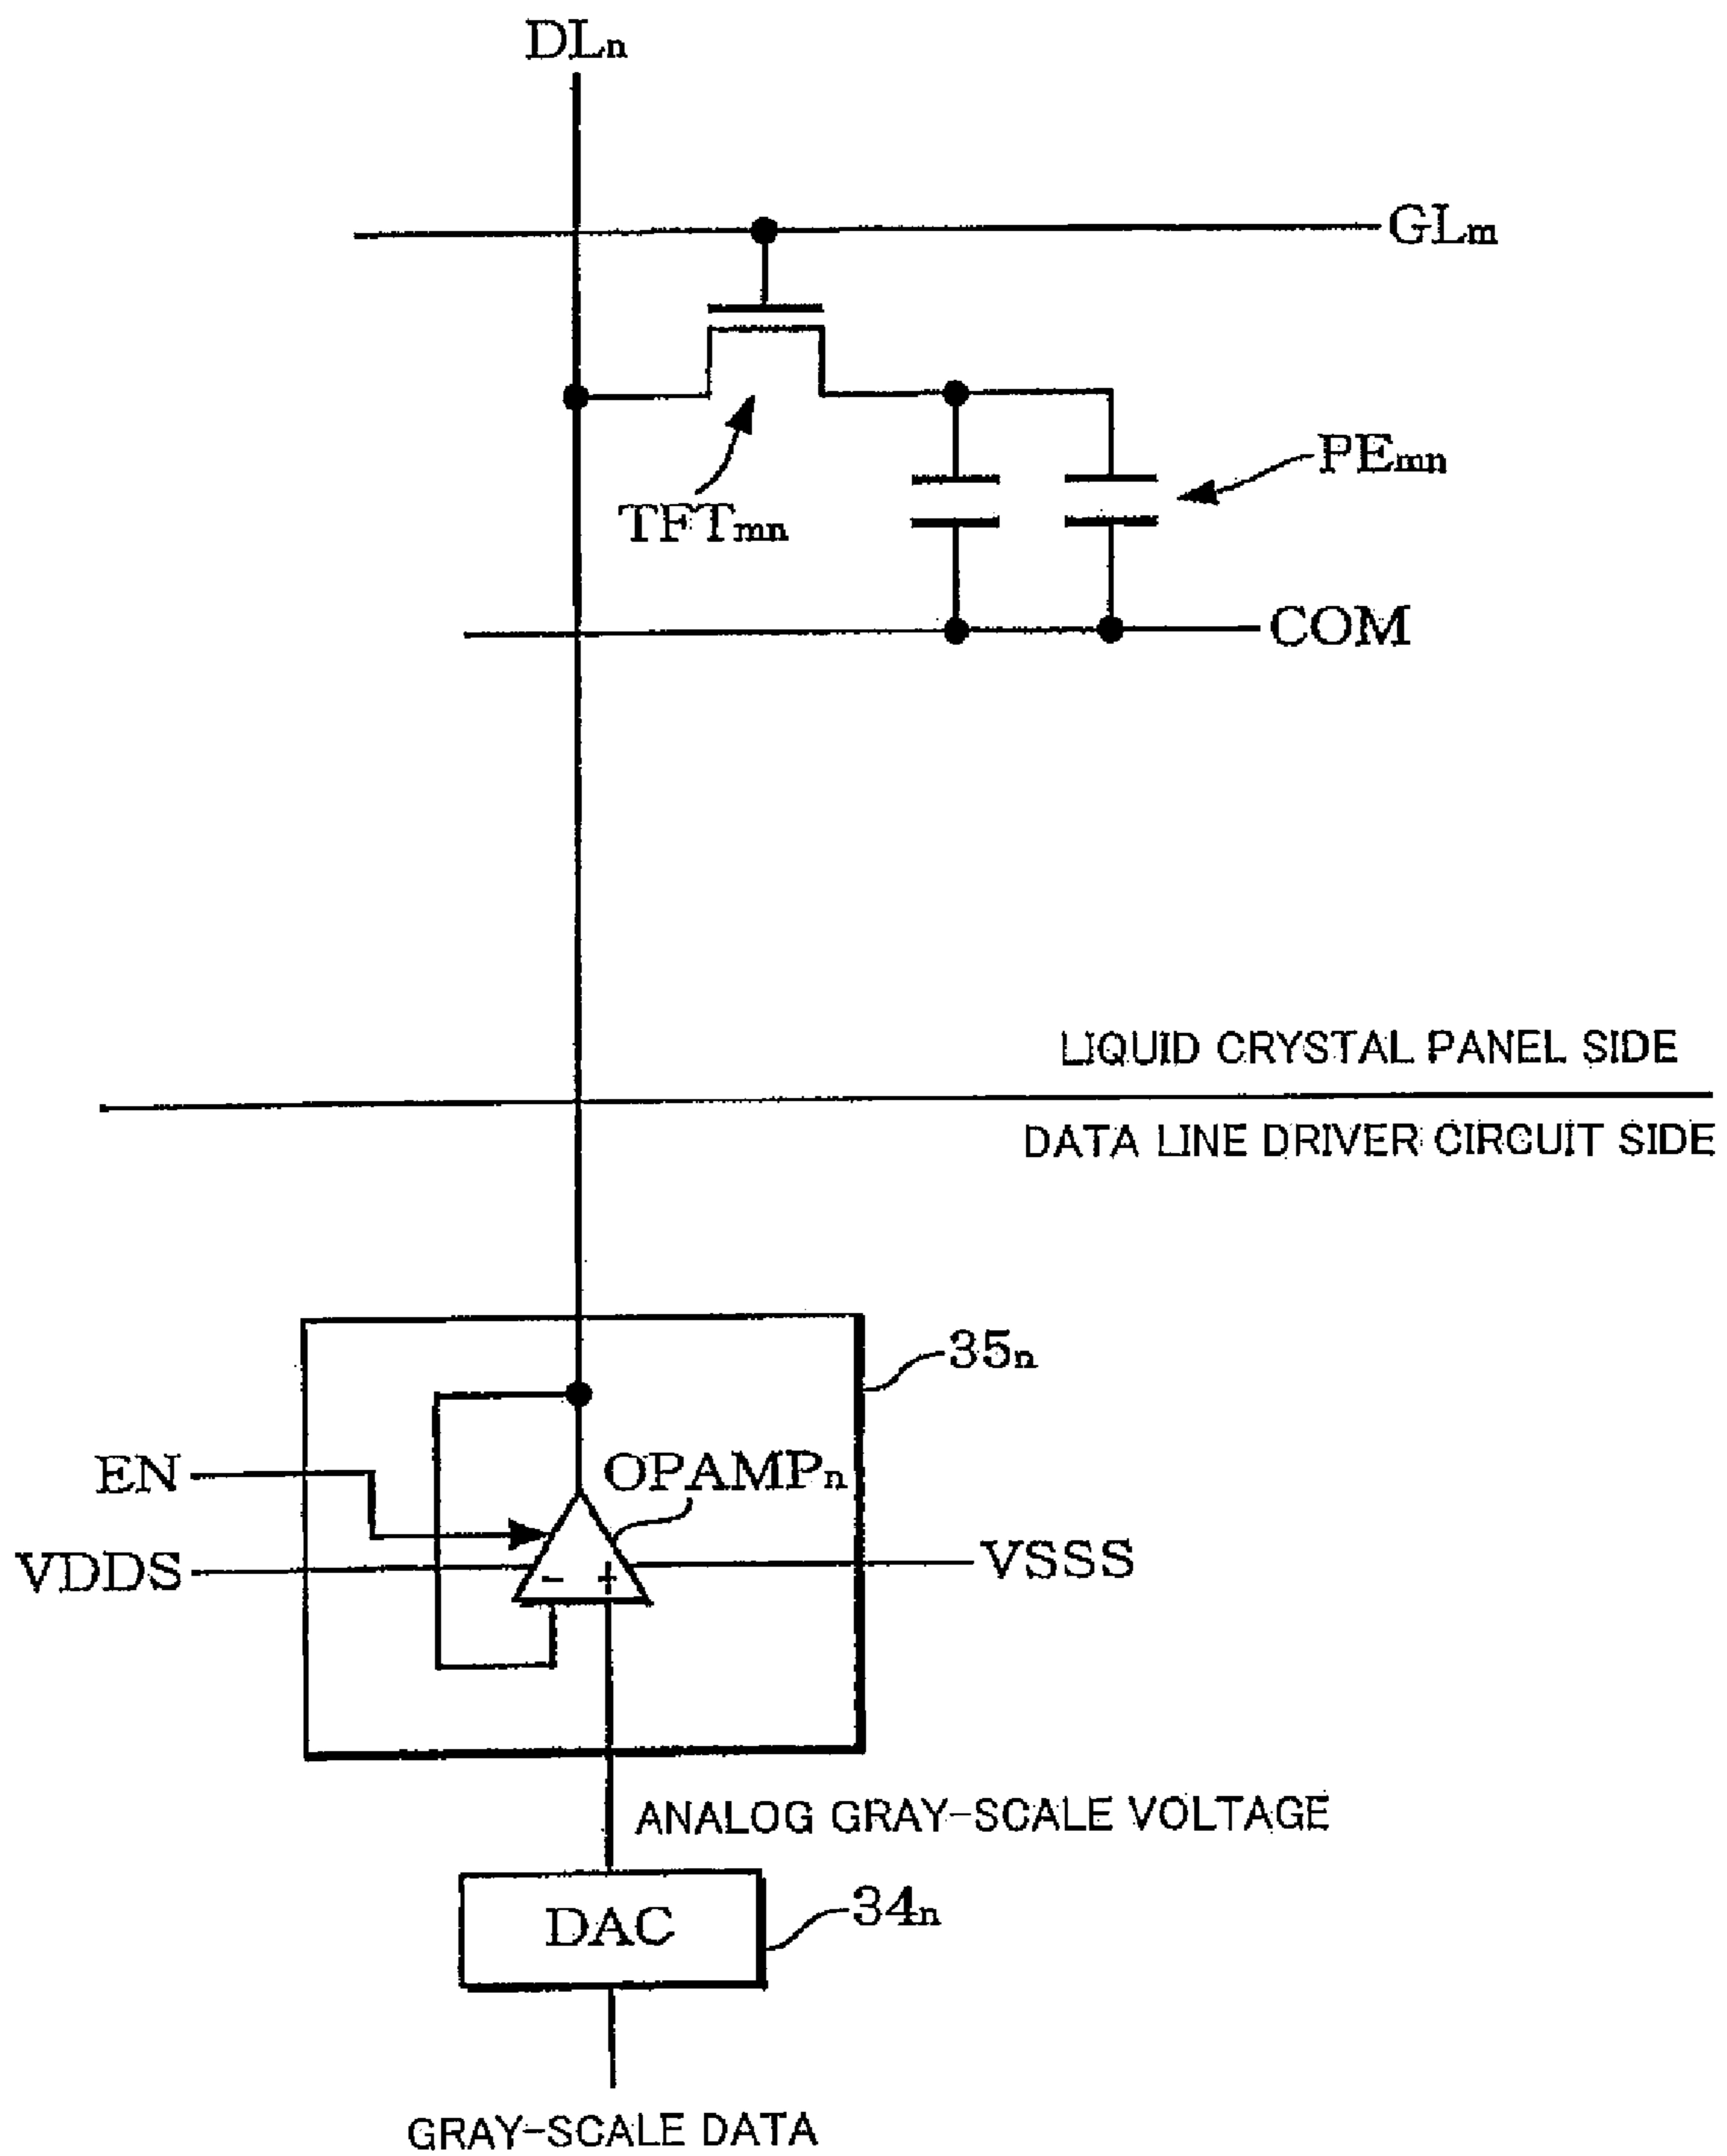 DLn
GLm
PEmn
TFTmn
COM
LIQUID CRYSTAL PANEL SIDE
DATA LINE DRIVER CIRCUIT SIDE
35n
EN
OPAMPn
VDDS
VSSS
- +
ANALOG GRAY-SCALE VOLTAGE
DAC
34n
GRAY-SCALE DATA